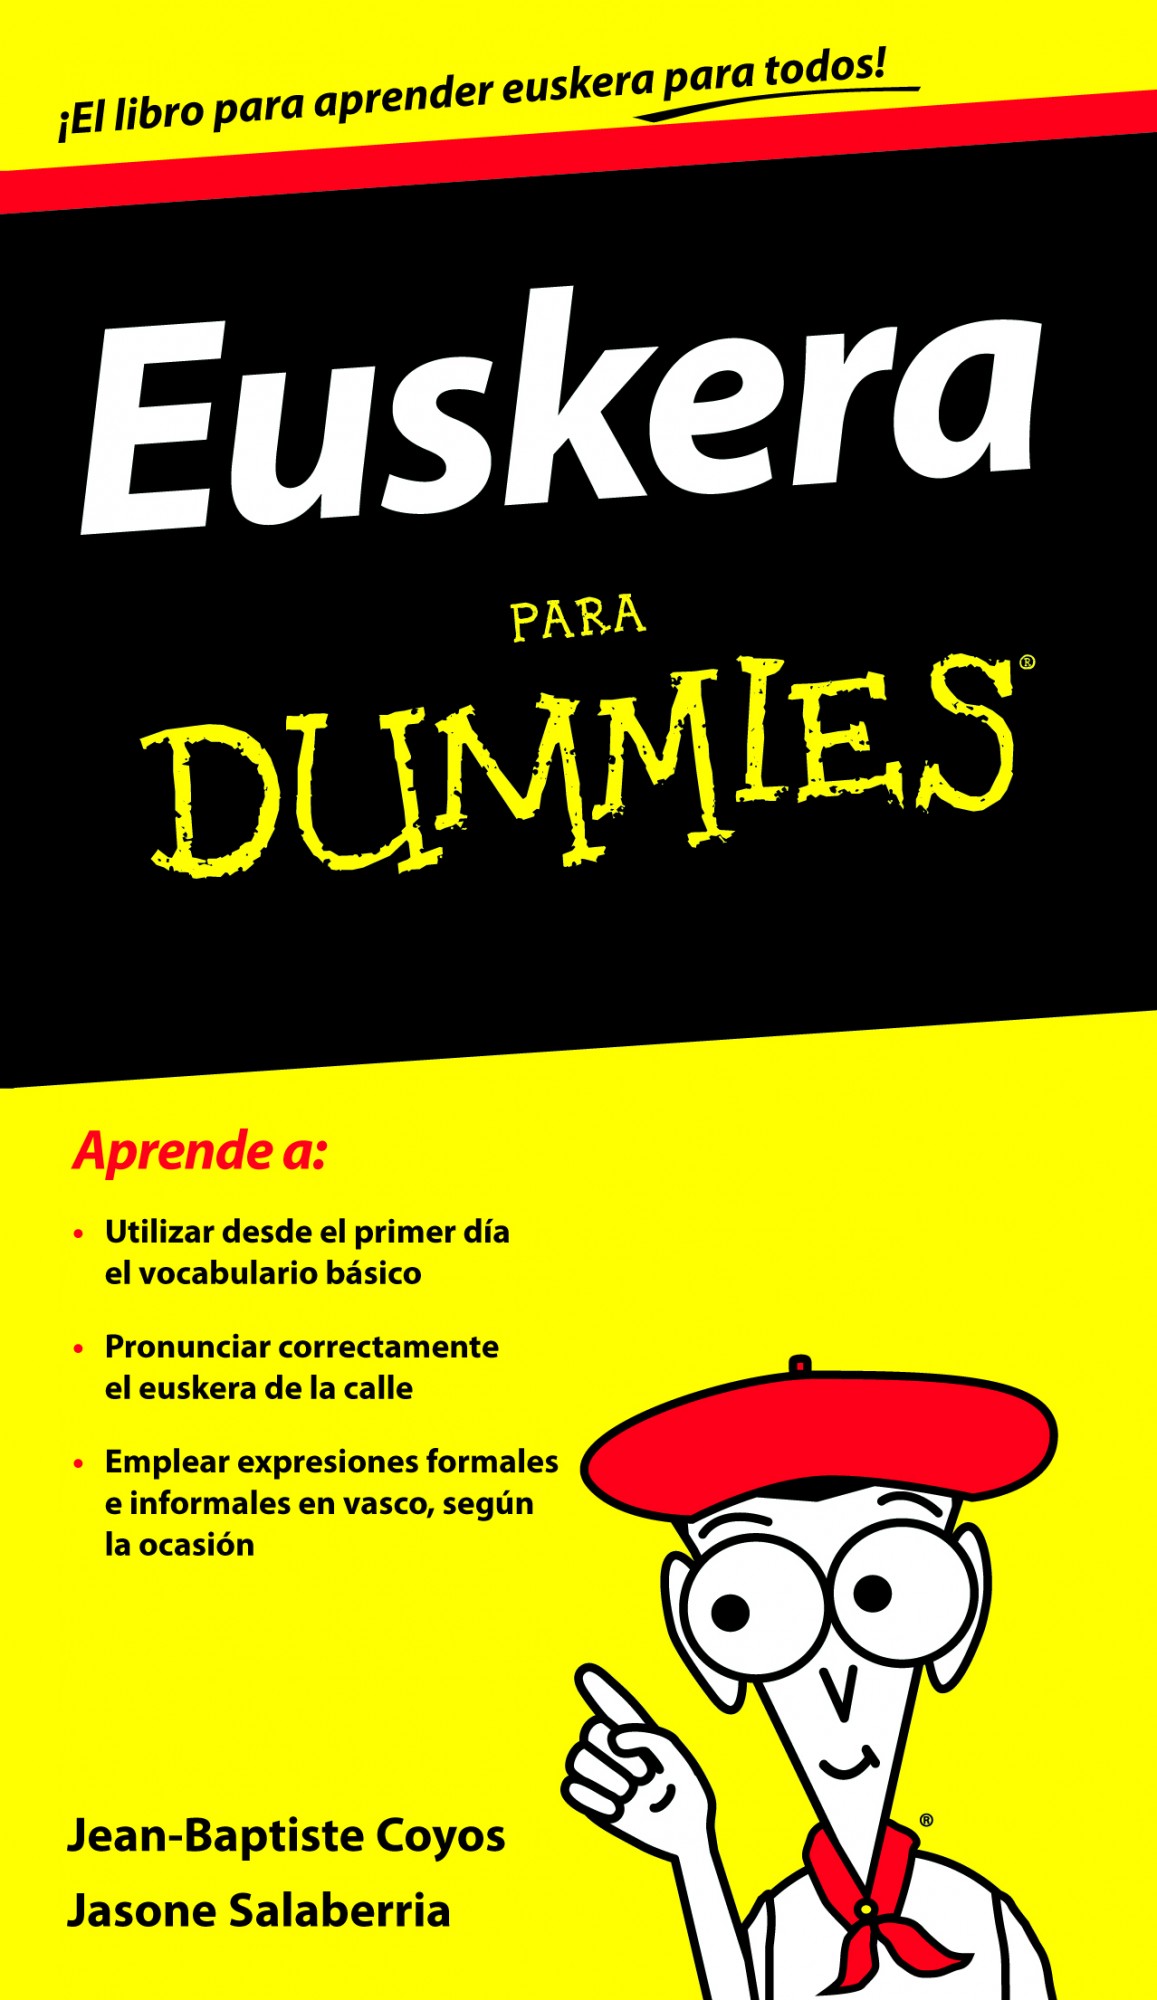 ¡El libro para aprender euskera para todos!
Euskera
PARA
DUMMIES®
Aprende a:
• Utilizar desde el primer día
el vocabulario básico
• Pronunciar correctamente
el euskera de la calle
• Emplear expresiones formales
e informales en vasco, según
la ocasión
®
Jean-Baptiste Coyos
Jasone Salaberria